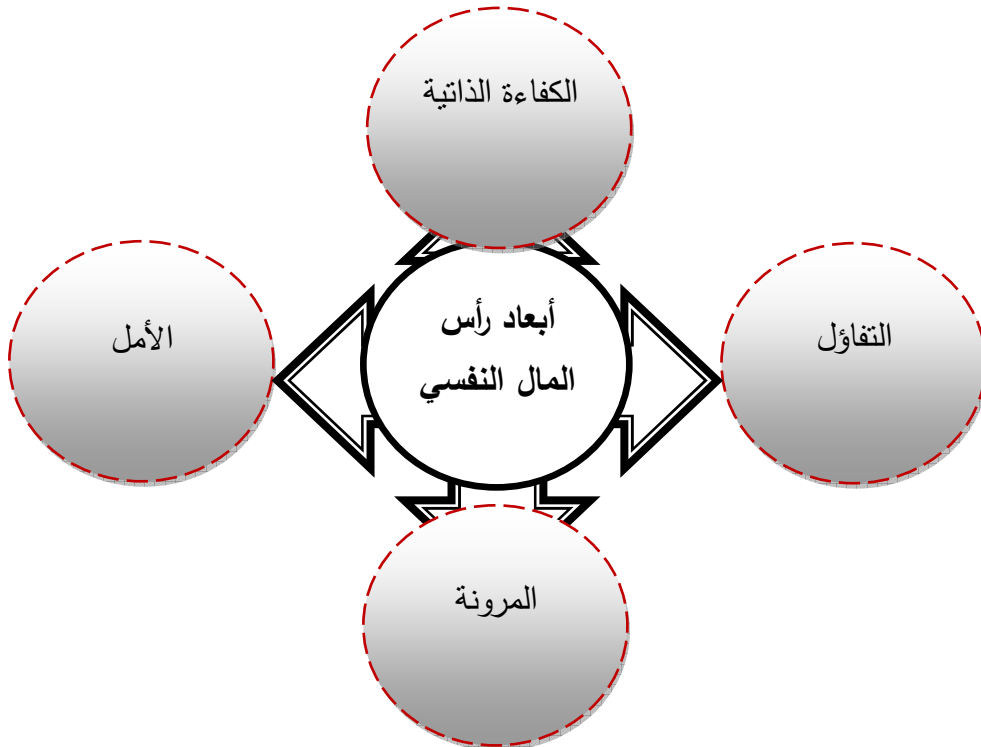 الكفاءة الذاتية
أبعاد رأس
المال النفسي
التفاؤل
الأمل
المرونة